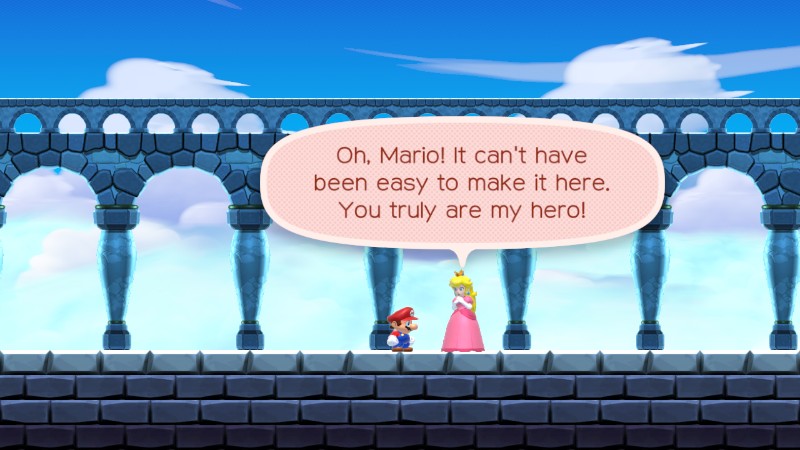 Oh, Mario! It can't have
been easy to make it here.
You truly are my hero!